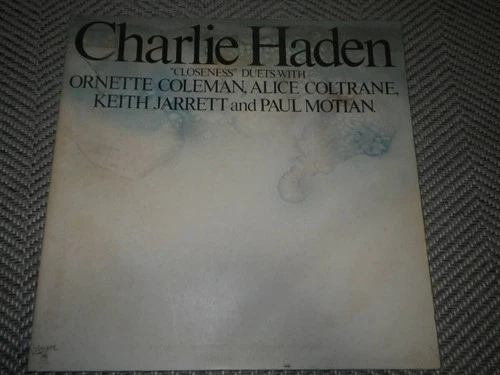 Charlie Haden
"CLOSENESS" DUETS WITH
ORNETTE COLEMAN, ALICE COLTRANE,
KEITH JARRETT and PAUL MOTIAN.